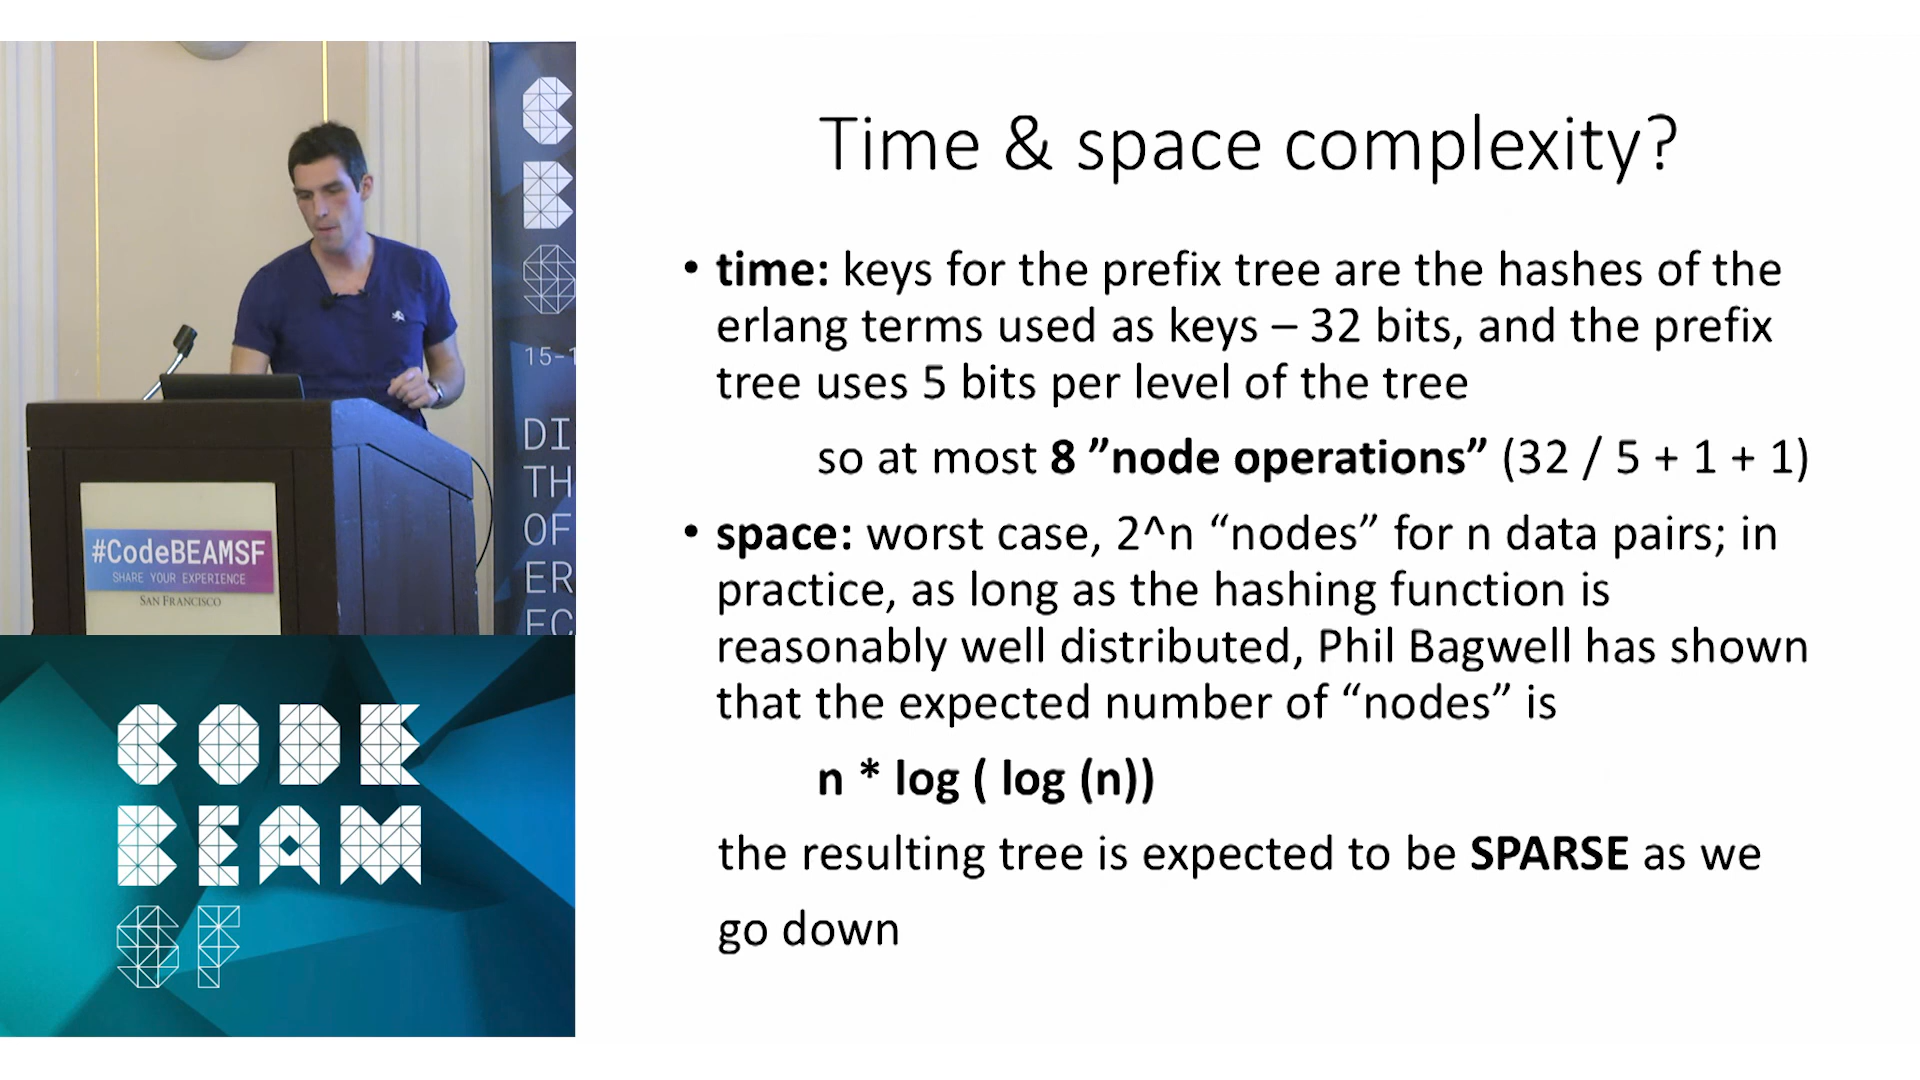 Time & space complexity?
• time: keys for the prefix tree are the hashes of the
erlang terms used as keys – 32 bits, and the prefix
tree uses 5 bits per level of the tree
so at most 8 ”node operations” (32 / 5 + 1 + 1)
• space: worst case, 2^n “nodes” for n data pairs; in
practice, as long as the hashing function is
reasonably well distributed, Phil Bagwell has shown
that the expected number of “nodes” is
n * log ( log (n))
the resulting tree is expected to be SPARSE as we
go down
C
B
S
15-1
DI
TH
OF
ER
EC
#CodeBEAMSF
SHARE YOUR EXPERIENCE
SAN FRANCISCO
CODE
BEAM
SF